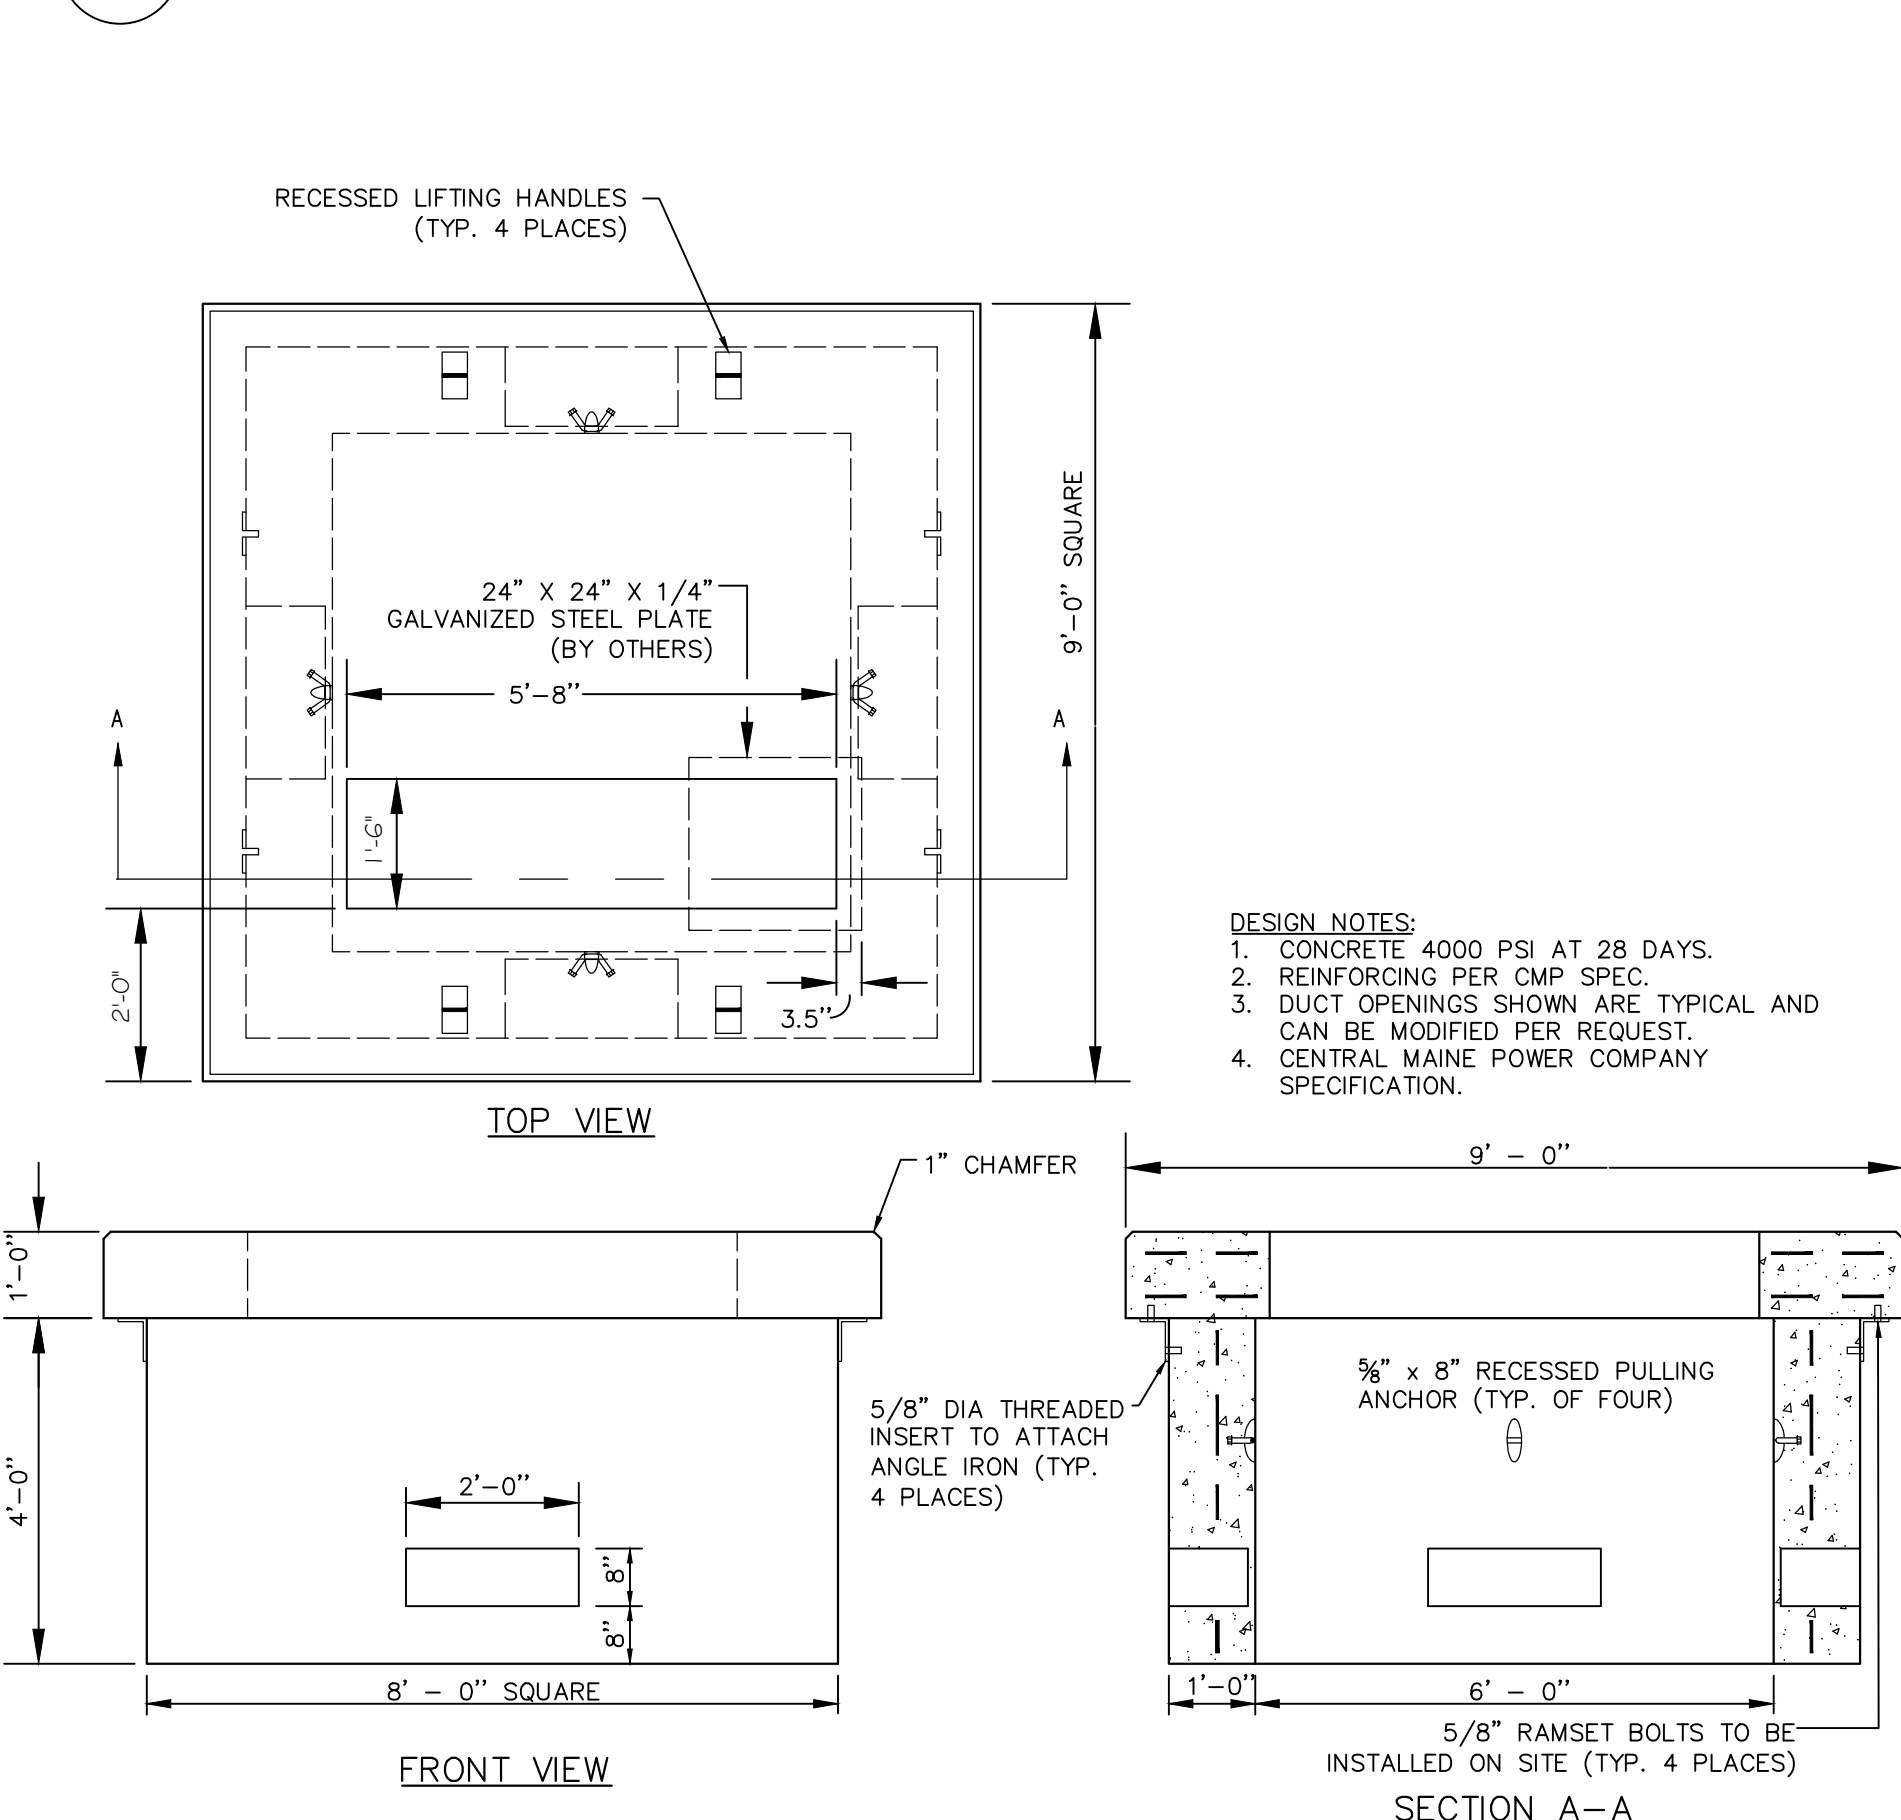 RECESSED LIFTING HANDLES
(TYP. 4 PLACES)
9'-0" SQUARE
24" X 24" X 1/4"
GALVANIZED STEEL PLATE
(BY OTHERS)
5'-8"
A
A
1'-6"
2'-0"
3.5"
TOP VIEW
DESIGN NOTES:
1. CONCRETE 4000 PSI AT 28 DAYS.
2. REINFORCING PER CMP SPEC.
3. DUCT OPENINGS SHOWN ARE TYPICAL AND
CAN BE MODIFIED PER REQUEST.
4. CENTRAL MAINE POWER COMPANY
SPECIFICATION.
1" CHAMFER
1'-0"
4'-0"
2'-0"
8"
8"
8' - 0" SQUARE
FRONT VIEW
9' - 0"
5/8" DIA THREADED
INSERT TO ATTACH
ANGLE IRON (TYP.
4 PLACES)
⅝" x 8" RECESSED PULLING
ANCHOR (TYP. OF FOUR)
1'-0"
6' - 0"
5/8" RAMSET BOLTS TO BE
INSTALLED ON SITE (TYP. 4 PLACES)
SECTION A-A